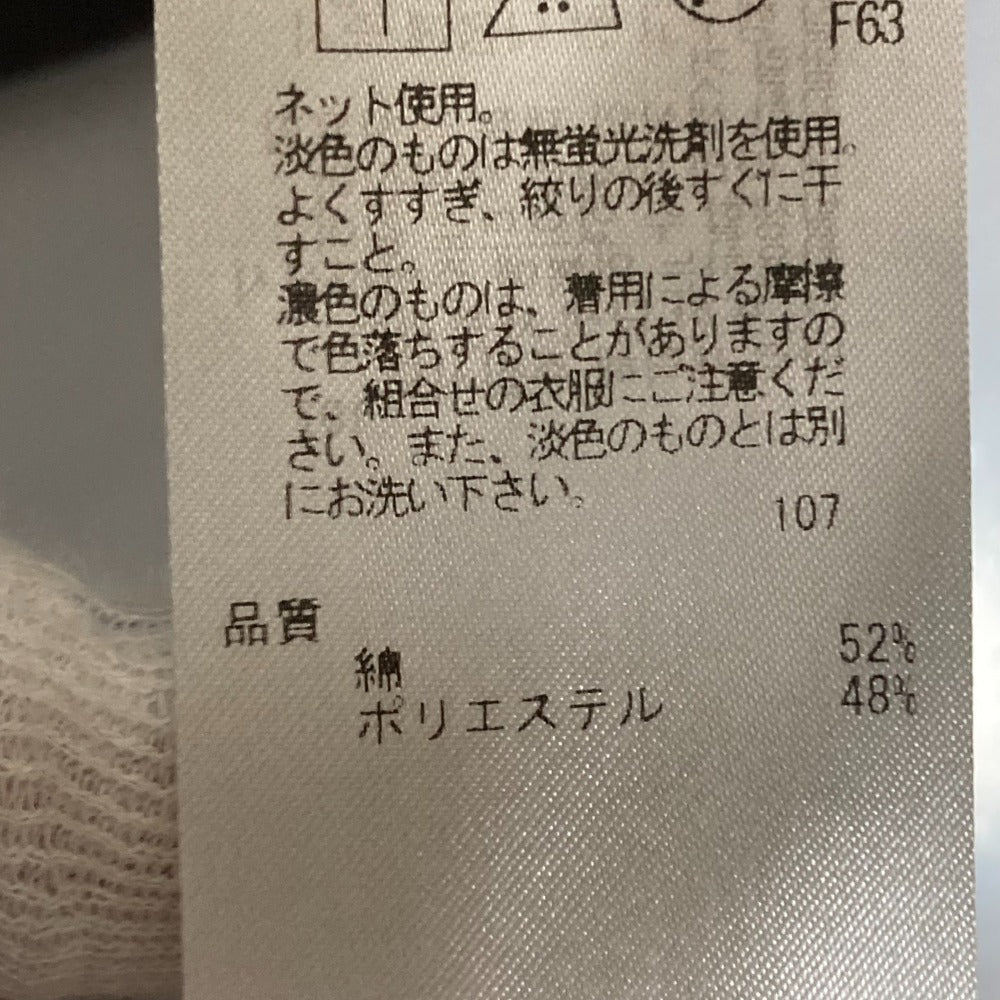 F63
ネット使用。
淡色のものは無蛍光洗剤を使用。
よくすすぎ、絞りの後すぐに干
すこと。
濃色のものは、着用による摩擦
で色落ちすることがありますの
で、組合せの衣服にご注意くだ
さい。また、淡色のものとは別
にお洗い下さい。
107
品質
綿 52%
ポリエステル 48%